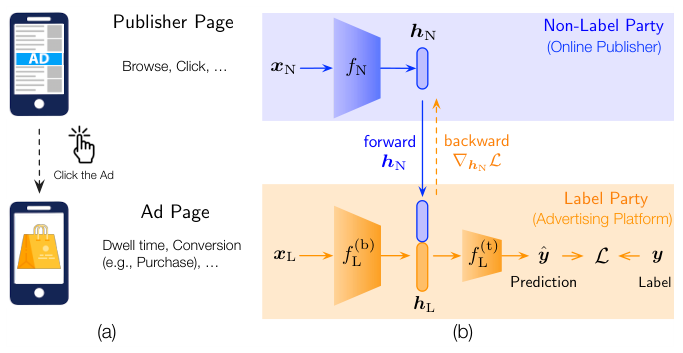 Publisher Page
AD
Browse, Click, …
Click the Ad
Ad Page
Dwell time, Conversion
(e.g., Purchase), …
(a)
Non-Label Party
(Online Publisher)
h_N
x_N
f_N
forward
h_N
backward
∇_{h_N} ℒ
Label Party
(Advertising Platform)
x_L
f_L^(b)
f_L^(t)
ŷ
ℒ
y
h_L
Prediction
Label
(b)